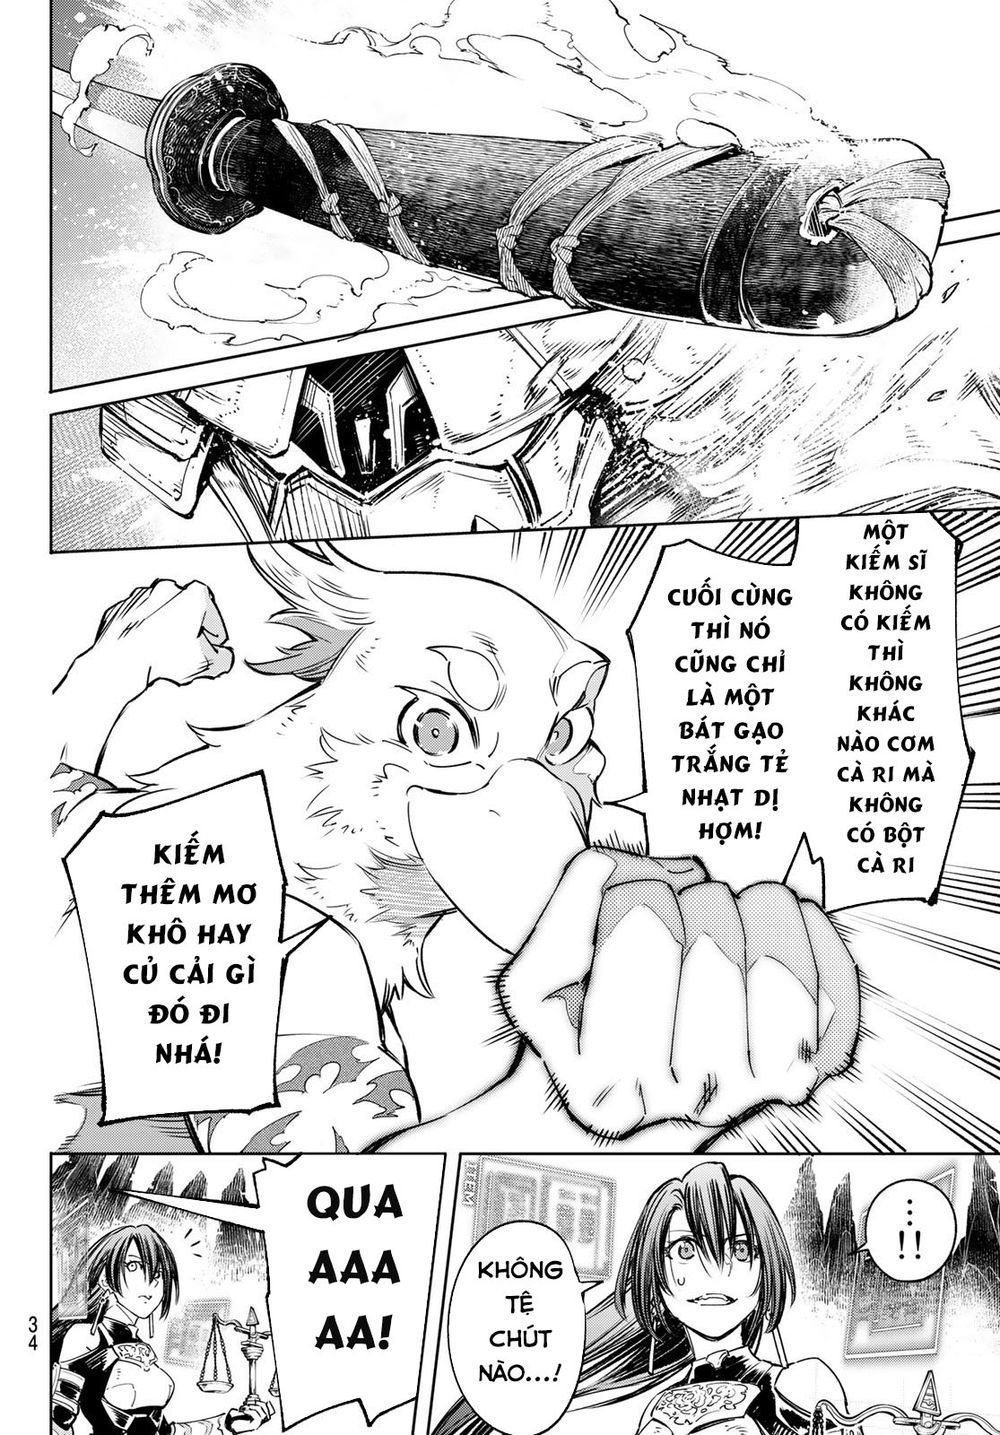 MỘT
KIẾM SĨ
KHÔNG
CÓ KIẾM
THÌ
KHÔNG
KHÁC
NÀO CƠM
CÀ RI MÀ
KHÔNG
CÓ BỘT
CÀ RI
CUỐI CÙNG
THÌ NÓ
CŨNG CHỈ
LÀ MỘT
BÁT GẠO
TRẮNG TẺ
NHẠT DỊ
HỢM!
KIẾM
THÊM MƠ
KHÔ HAY
CỦ CẢI GÌ
ĐÓ ĐI
NHÁ!
...!!
KHÔNG
TỆ
CHÚT
NÀO...!
QUA
AAA
AA!
34